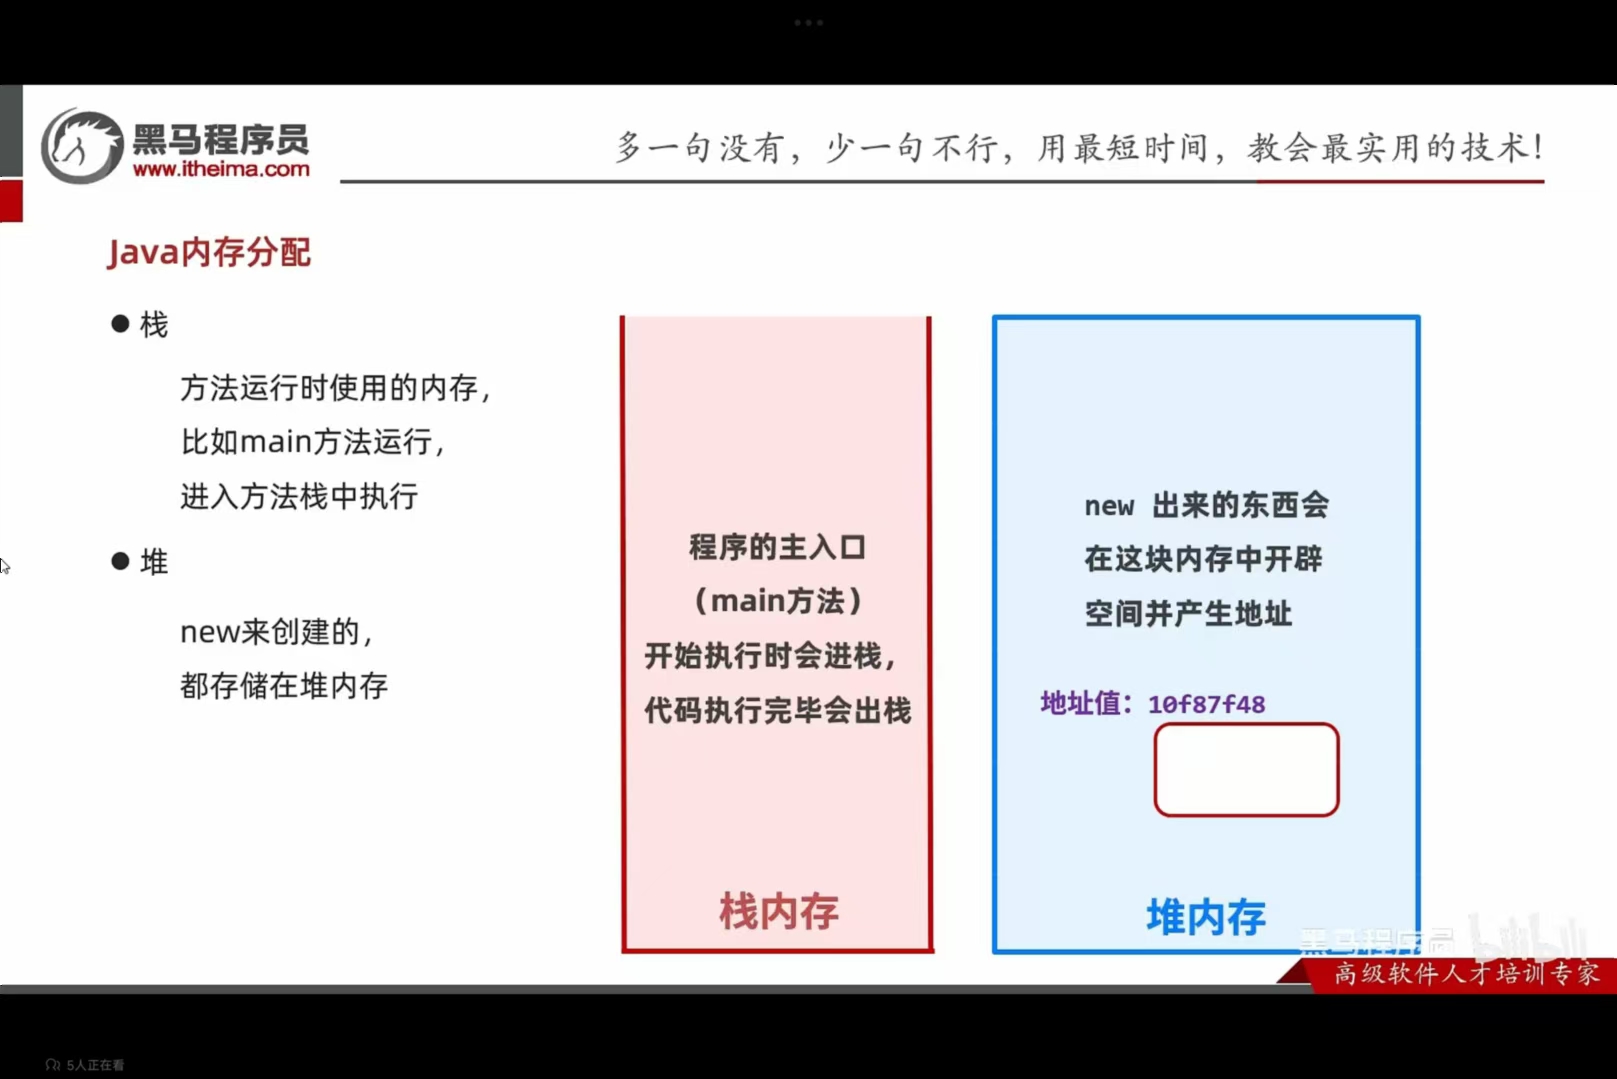 黑马程序员
www.itheima.com
多一句没有，少一句不行，用最短时间，教会最实用的技术！
Java内存分配
● 栈
方法运行时使用的内存，
比如main方法运行，
进入方法栈中执行
● 堆
new来创建的，
都存储在堆内存
程序的主入口
（main方法）
开始执行时会进栈，
代码执行完毕会出栈
栈内存
new 出来的东西会
在这块内存中开辟
空间并产生地址
地址值：10f87f48
堆内存
黑马程序员 bilibili
高级软件人才培训专家
5人正在看